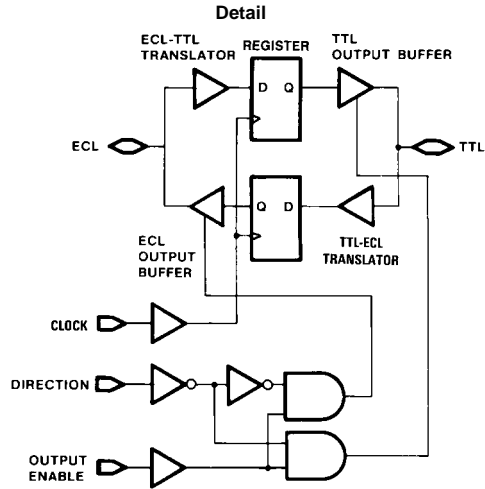 Detail
ECL-TTL
TRANSLATOR
REGISTER
TTL
OUTPUT BUFFER
D Q
ECL
TTL
Q D
ECL
OUTPUT
BUFFER
TTL-ECL
TRANSLATOR
CLOCK
DIRECTION
OUTPUT
ENABLE